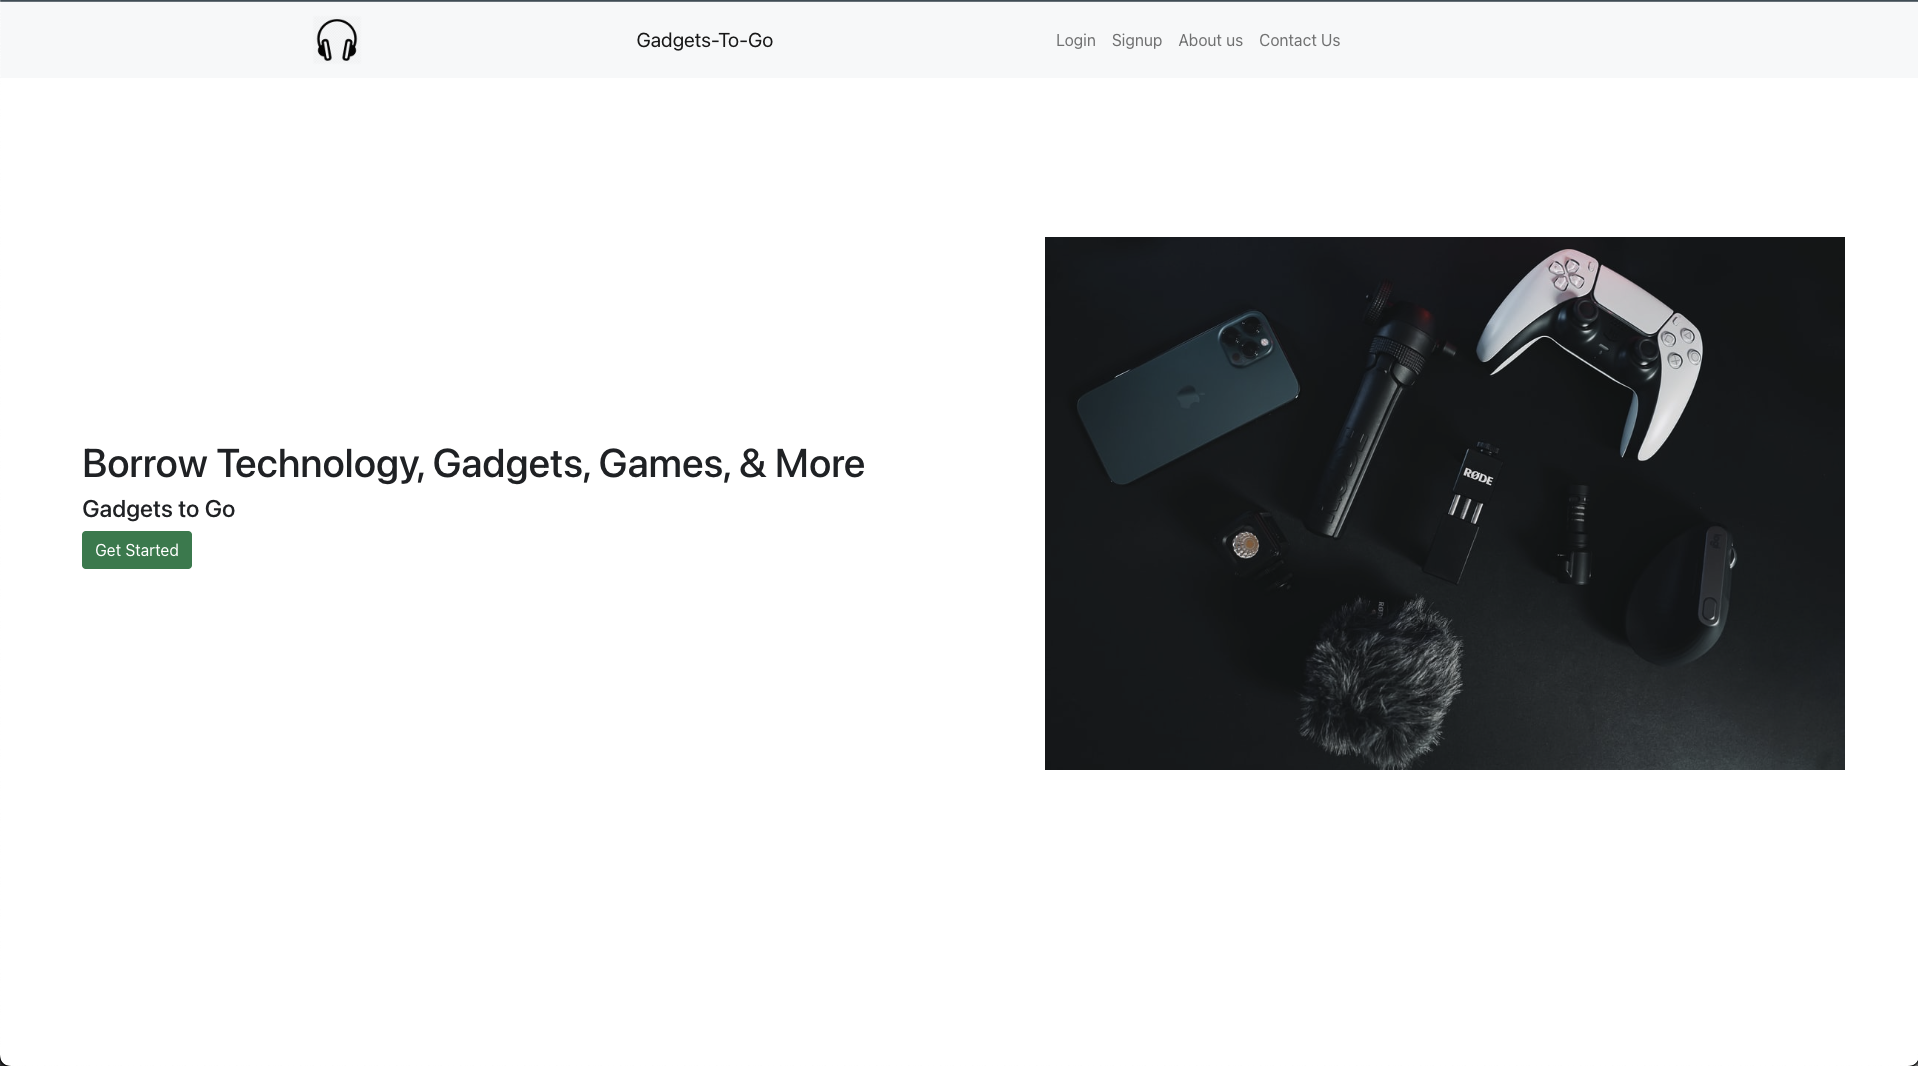 Gadgets-To-Go
Login Signup About us Contact Us
Borrow Technology, Gadgets, Games, & More
Gadgets to Go
Get Started
RØDE